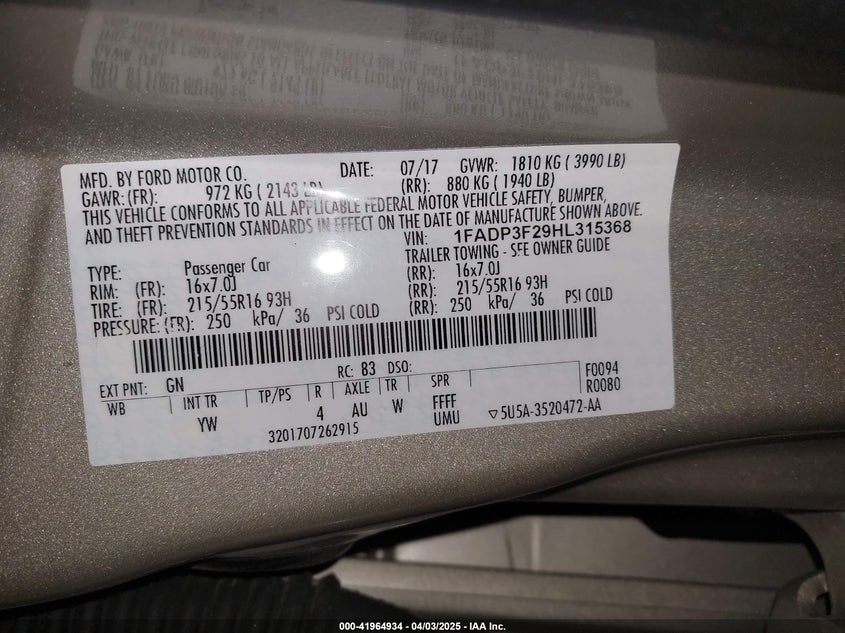 MFD. BY FORD MOTOR CO. DATE: 07/17 GVWR: 1810 KG ( 3990 LB)
GAWR: (FR): 972 KG ( 2143 LB) (RR): 880 KG ( 1940 LB)
THIS VEHICLE CONFORMS TO ALL APPLICABLE FEDERAL MOTOR VEHICLE SAFETY, BUMPER,
AND THEFT PREVENTION STANDARDS IN EFFECT ON THE DATE OF MANUFACTURE SHOWN ABOVE.
VIN: 1FADP3F29HL315368
TYPE: Passenger Car TRAILER TOWING - SEE OWNER GUIDE
RIM: (FR): 16x7.0J (RR): 16x7.0J
TIRE: (FR): 215/55R16 93H (RR): 215/55R16 93H
PRESSURE: (FR): 250 kPa/ 36 PSI COLD (RR): 250 kPa/ 36 PSI COLD
EXT PNT: GN RC: 83 DSO: F0094
WB INT TR TP/PS R AXLE TR SPR R0080
YW 4 AU W FFFF
UMU
3201707262915 ▽5U5A-3520472-AA
000-41964934 - 04/03/2025 - IAA Inc.